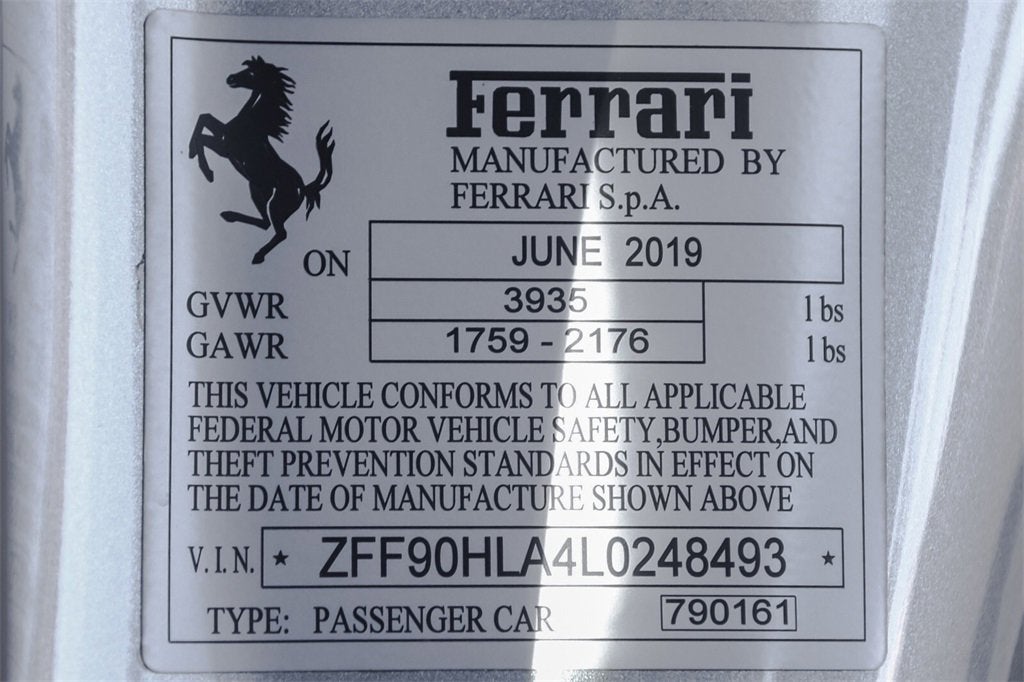 Ferrari
MANUFACTURED BY
FERRARI S.p.A.
ON JUNE 2019
GVWR 3935 lbs
GAWR 1759 - 2176 lbs
THIS VEHICLE CONFORMS TO ALL APPLICABLE
FEDERAL MOTOR VEHICLE SAFETY,BUMPER,AND
THEFT PREVENTION STANDARDS IN EFFECT ON
THE DATE OF MANUFACTURE SHOWN ABOVE
V.I.N. * ZFF90HLA4L0248493 *
TYPE: PASSENGER CAR 790161